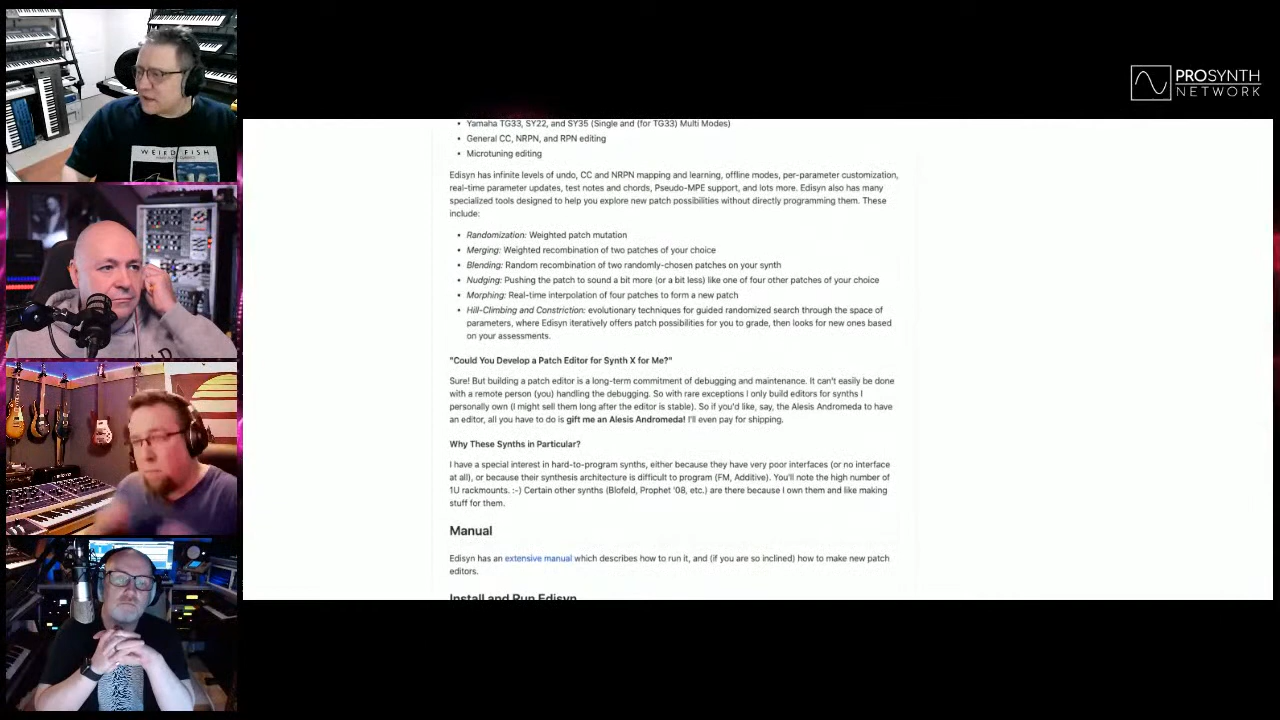 PROSYNTH
NETWORK
WEIRD FISH
• Yamaha TG33, SY22, and SY35 (Single and (for TG33) Multi Modes)
• General CC, NRPN, and RPN editing
• Microtuning editing
Edisyn has infinite levels of undo, CC and NRPN mapping and learning, offline modes, per-parameter customization,
real-time parameter updates, test notes and chords, Pseudo-MPE support, and lots more. Edisyn also has many
specialized tools designed to help you explore new patch possibilities without directly programming them. These
include:
• Randomization: Weighted patch mutation
• Merging: Weighted recombination of two patches of your choice
• Blending: Random recombination of two randomly-chosen patches on your synth
• Nudging: Pushing the patch to sound a bit more (or a bit less) like one of four other patches of your choice
• Morphing: Real-time interpolation of four patches to form a new patch
• Hill-Climbing and Constriction: evolutionary techniques for guided randomized search through the space of
parameters, where Edisyn iteratively offers patch possibilities for you to grade, then looks for new ones based
on your assessments.
"Could You Develop a Patch Editor for Synth X for Me?"
Sure! But building a patch editor is a long-term commitment of debugging and maintenance. It can't easily be done
with a remote person (you) handling the debugging. So with rare exceptions I only build editors for synths I
personally own (I might sell them long after the editor is stable). So if you'd like, say, the Alesis Andromeda to have
an editor, all you have to do is gift me an Alesis Andromeda! I'll even pay for shipping.
Why These Synths in Particular?
I have a special interest in hard-to-program synths, either because they have very poor interfaces (or no interface
at all), or because their synthesis architecture is difficult to program (FM, Additive). You'll note the high number of
1U rackmounts. :-) Certain other synths (Blofeld, Prophet '08, etc.) are there because I own them and like making
stuff for them.
Manual
Edisyn has an extensive manual which describes how to run it, and (if you are so inclined) how to make new patch
editors.
Install and Run Edisyn